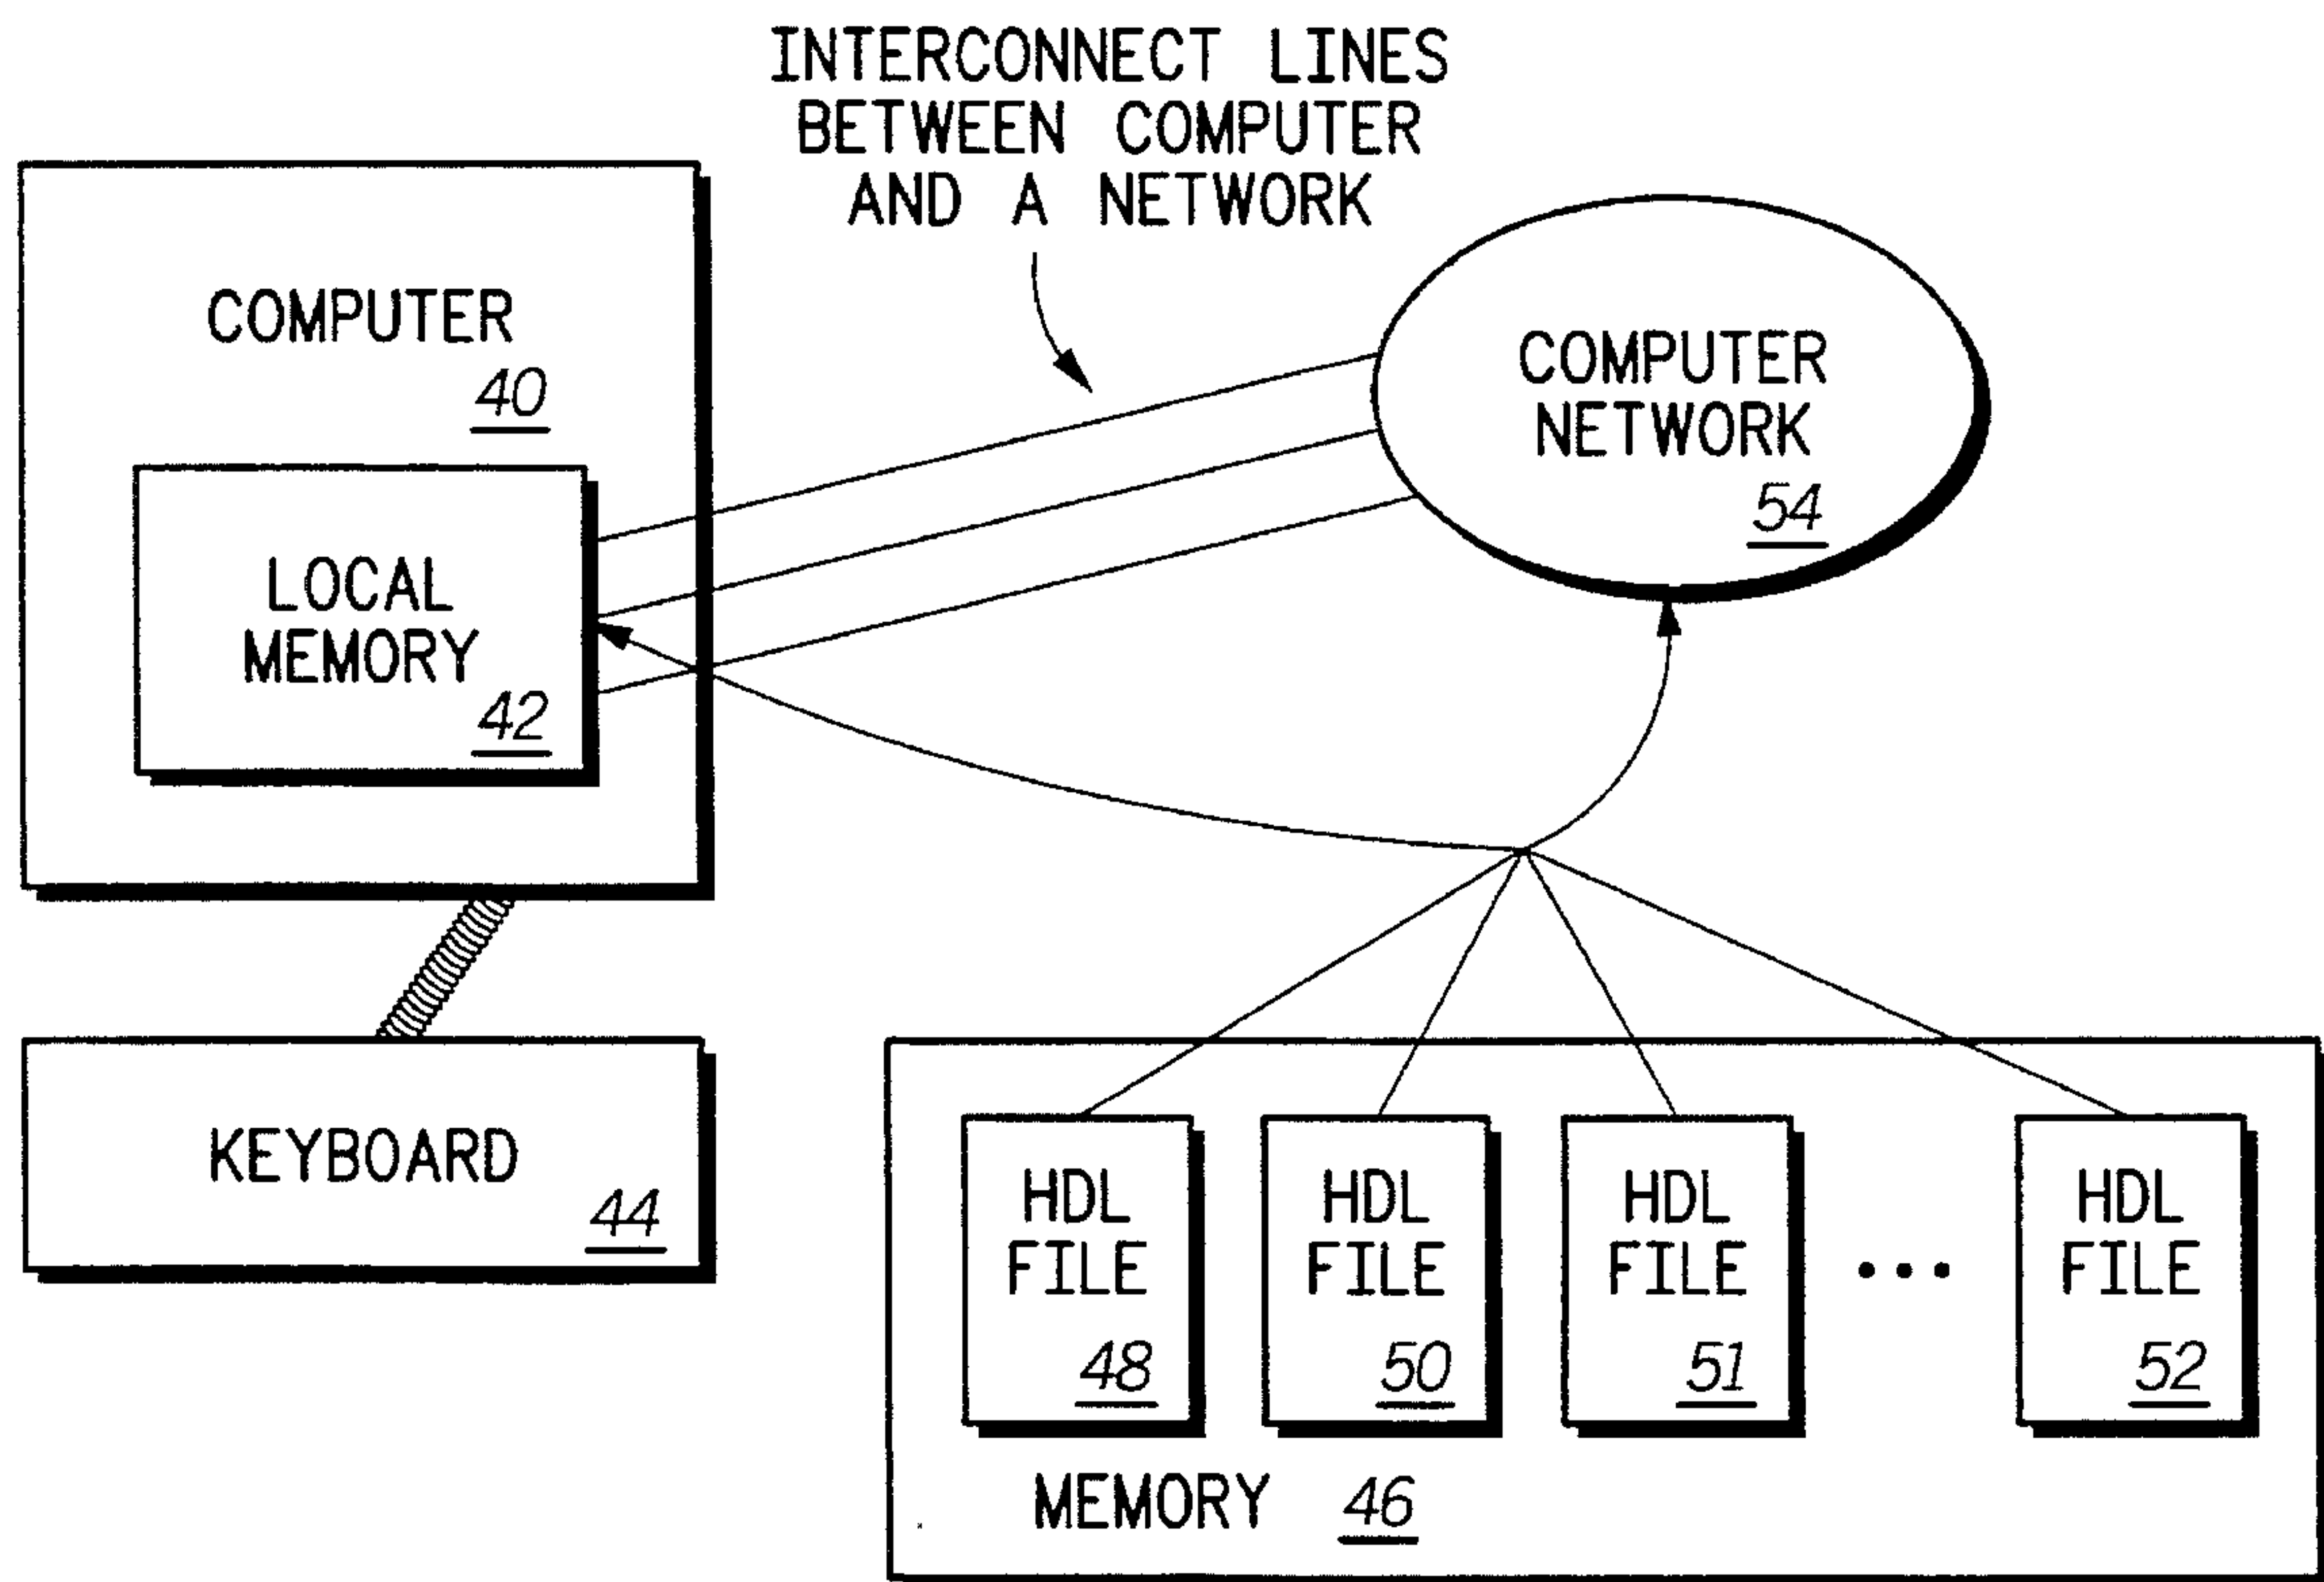 INTERCONNECT LINES
BETWEEN COMPUTER
AND A NETWORK
COMPUTER
40
LOCAL
MEMORY
42
COMPUTER
NETWORK
54
KEYBOARD
44
HDL
FILE
48
HDL
FILE
50
HDL
FILE
51
...
HDL
FILE
52
MEMORY 46